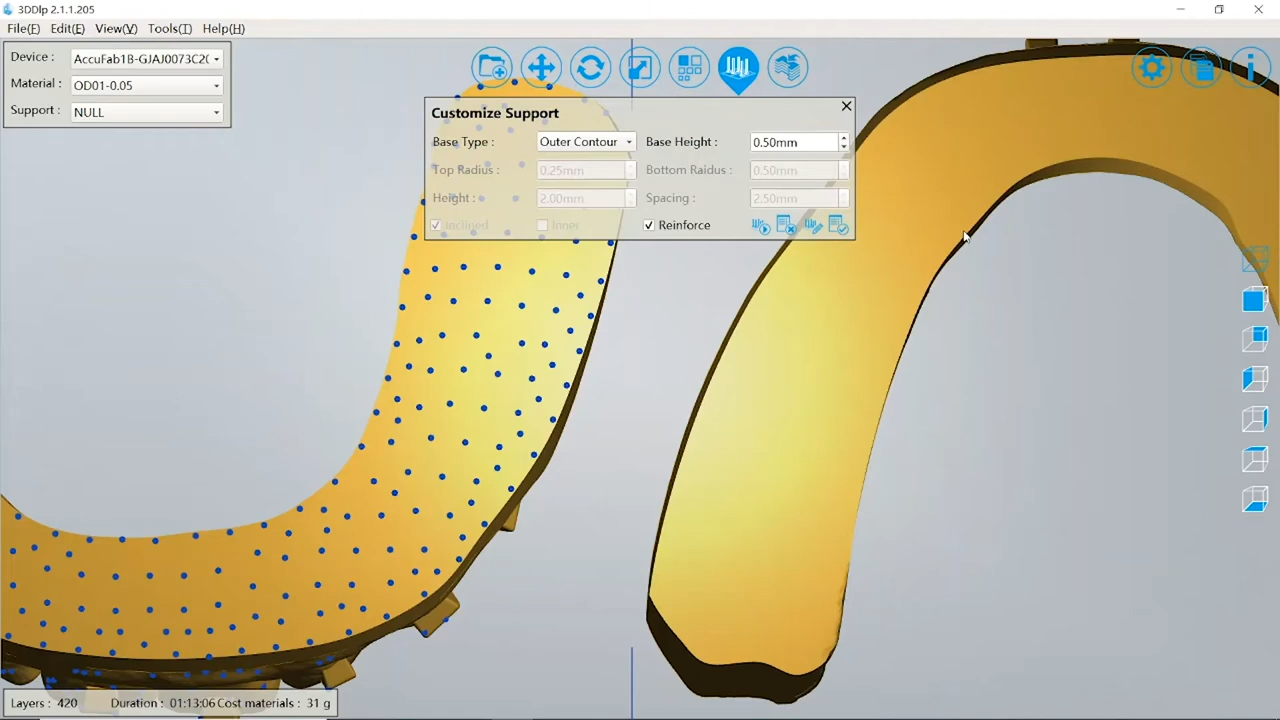 3DDlp 2.1.1.205
File(F) Edit(E) View(V) Tools(T) Help(H)
Device : AccuFab1B-GJAJ0073C2(
Material : OD01-0.05
Support : NULL
Customize Support
Base Type : Outer Contour Base Height : 0.50mm
Top Radius : 0.25mm Bottom Raidus : 0.50mm
Height : 2.00mm Spacing : 2.50mm
Inclined Inner Reinforce
Layers : 420 Duration : 01:13:06 Cost materials : 31 g